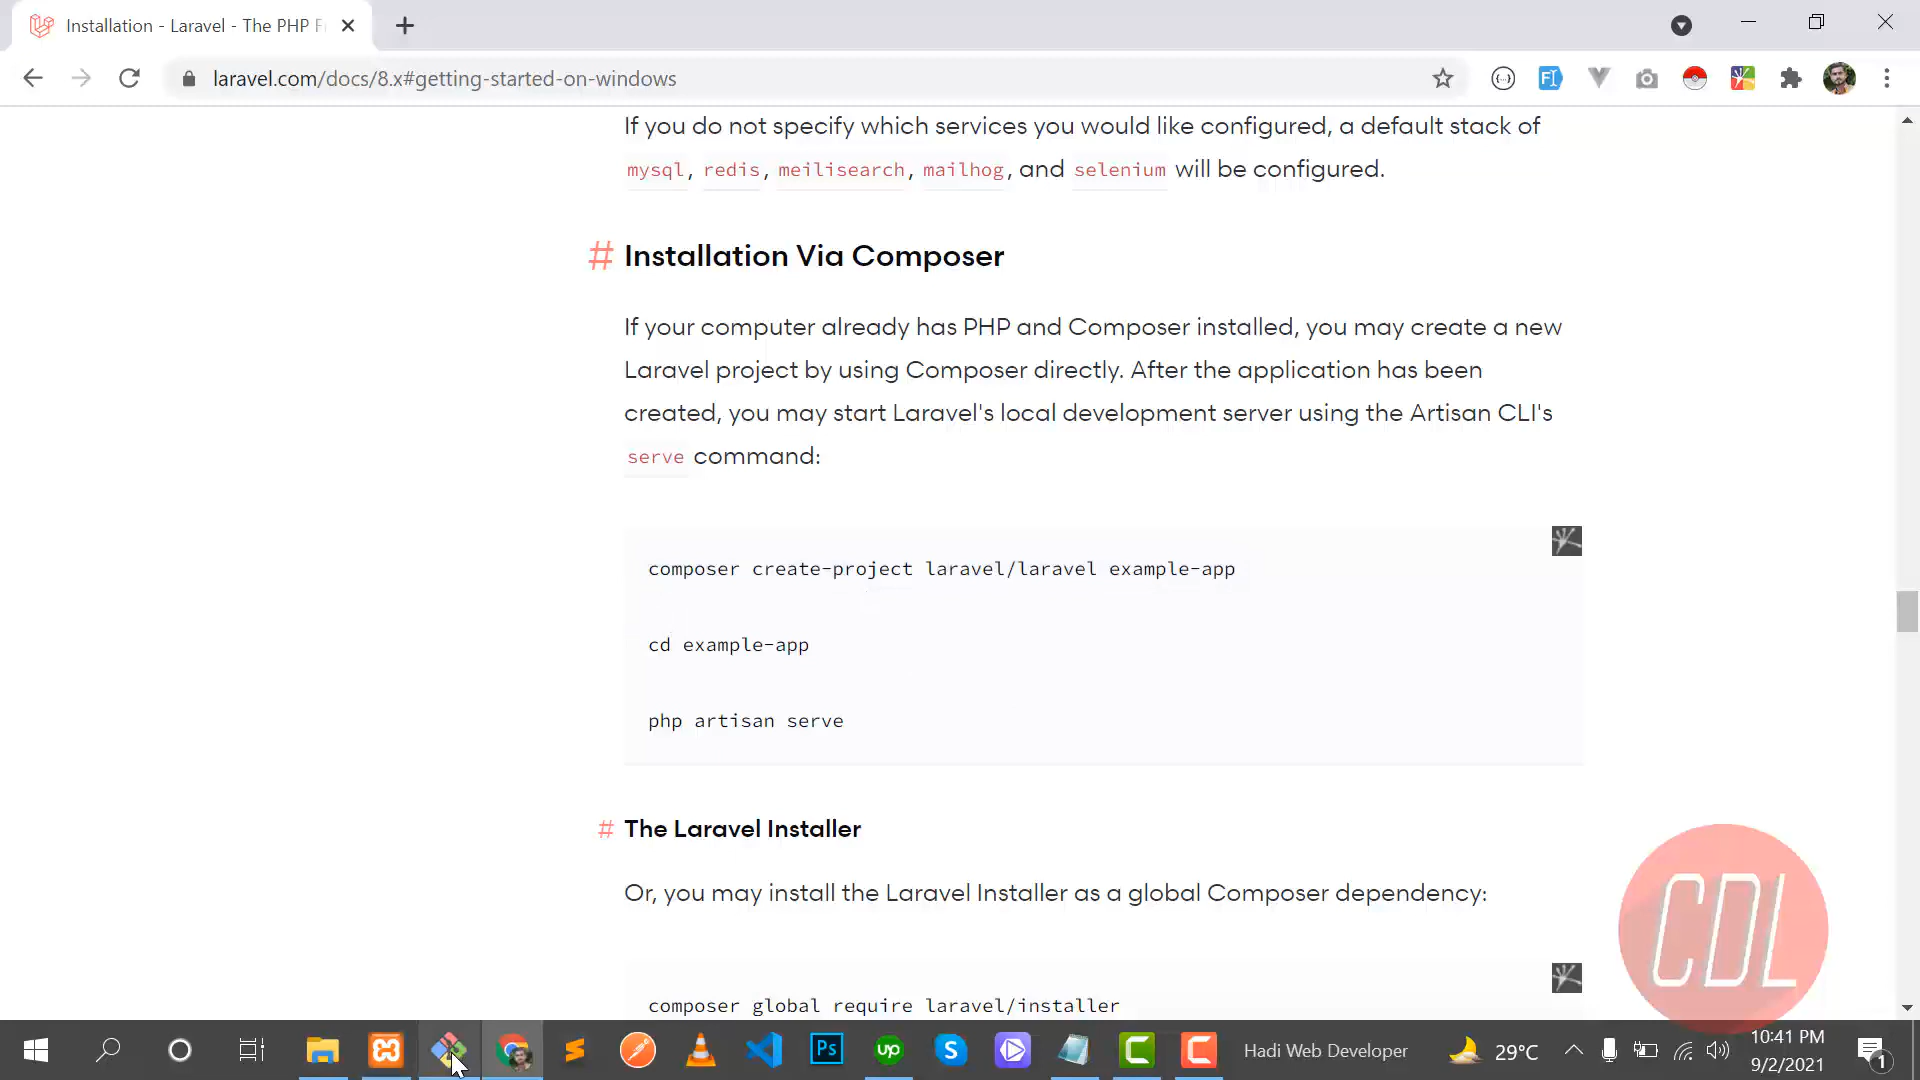 Installation - Laravel - The PHP F
laravel.com/docs/8.x#getting-started-on-windows
If you do not specify which services you would like configured, a default stack of
mysql, redis, meilisearch, mailhog, and selenium will be configured.
# Installation Via Composer
If your computer already has PHP and Composer installed, you may create a new
Laravel project by using Composer directly. After the application has been
created, you may start Laravel's local development server using the Artisan CLI's
serve command:
composer create-project laravel/laravel example-app
cd example-app
php artisan serve
# The Laravel Installer
Or, you may install the Laravel Installer as a global Composer dependency:
composer global require laravel/installer
CDL
Ps
up
S
Hadi Web Developer
29°C
10:41 PM
9/2/2021
1